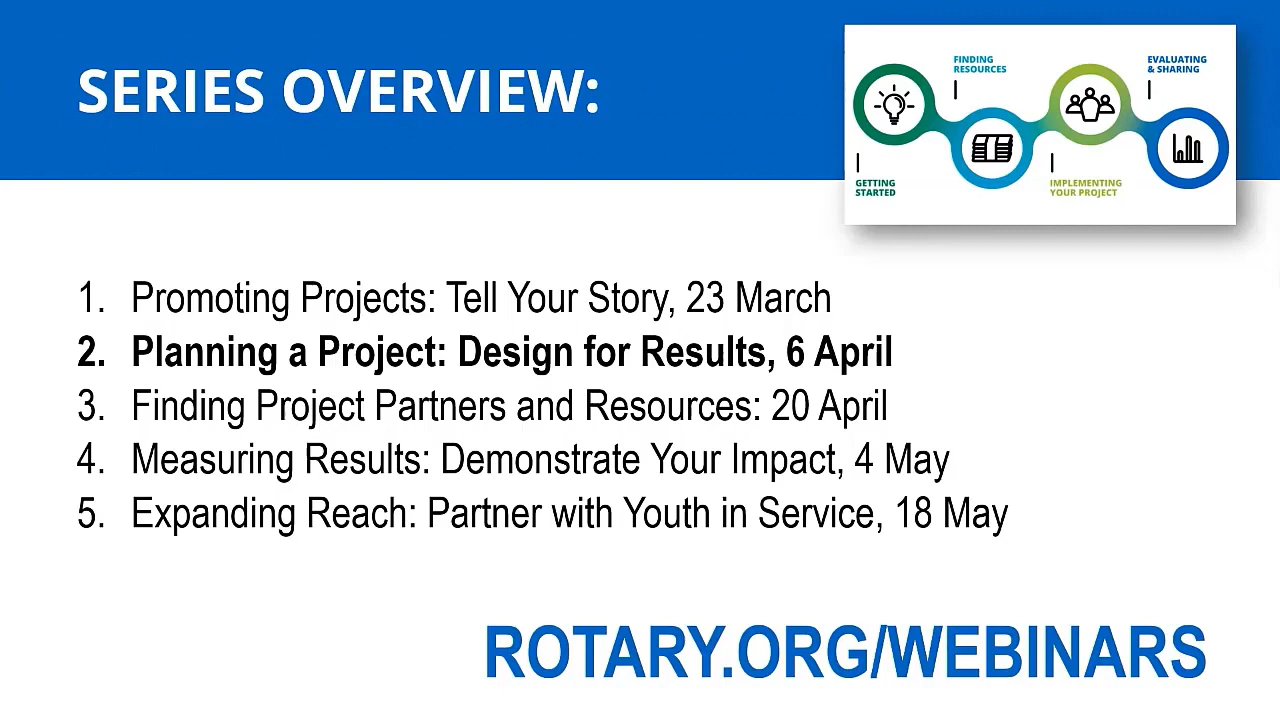 SERIES OVERVIEW:
FINDING
RESOURCES
EVALUATING
& SHARING
GETTING
STARTED
IMPLEMENTING
YOUR PROJECT
1. Promoting Projects: Tell Your Story, 23 March
2. Planning a Project: Design for Results, 6 April
3. Finding Project Partners and Resources: 20 April
4. Measuring Results: Demonstrate Your Impact, 4 May
5. Expanding Reach: Partner with Youth in Service, 18 May
ROTARY.ORG/WEBINARS